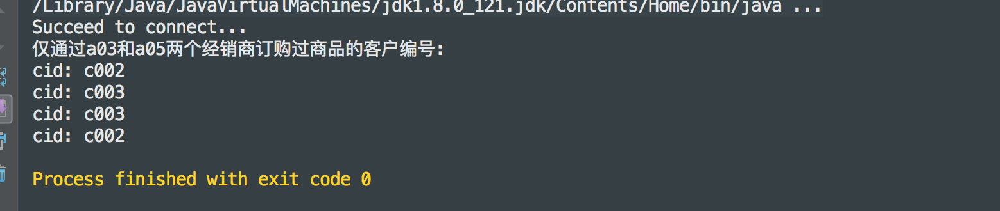 /Library/Java/JavaVirtualMachines/jdk1.8.0_121.jdk/Contents/Home/bin/java ...
Succeed to connect...
仅通过a03和a05两个经销商订购过商品的客户编号:
cid: c002
cid: c003
cid: c003
cid: c002
Process finished with exit code 0